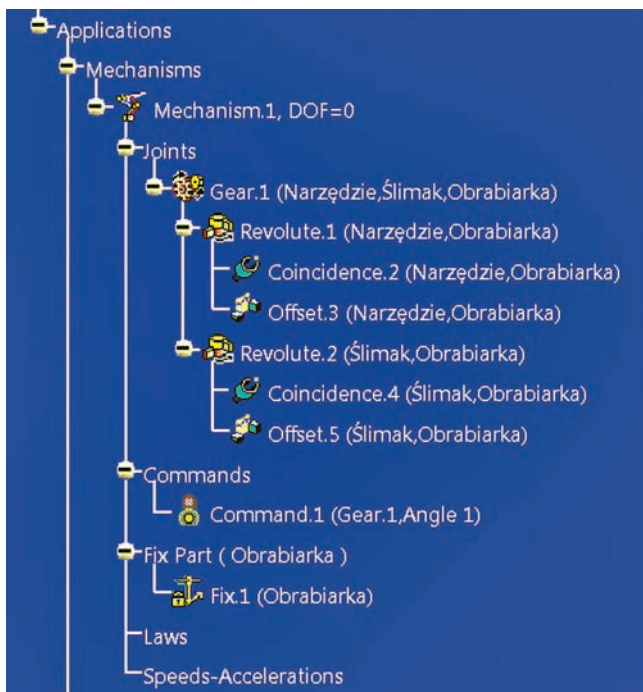 Applications
Mechanisms
Mechanism.1, DOF=0
Joints
Gear.1 (Narzędzie,Ślimak,Obrabiarka)
Revolute.1 (Narzędzie,Obrabiarka)
Coincidence.2 (Narzędzie,Obrabiarka)
Offset.3 (Narzędzie,Obrabiarka)
Revolute.2 (Ślimak,Obrabiarka)
Coincidence.4 (Ślimak,Obrabiarka)
Offset.5 (Ślimak,Obrabiarka)
Commands
Command.1 (Gear.1,Angle 1)
Fix Part ( Obrabiarka )
Fix.1 (Obrabiarka)
Laws
Speeds-Accelerations